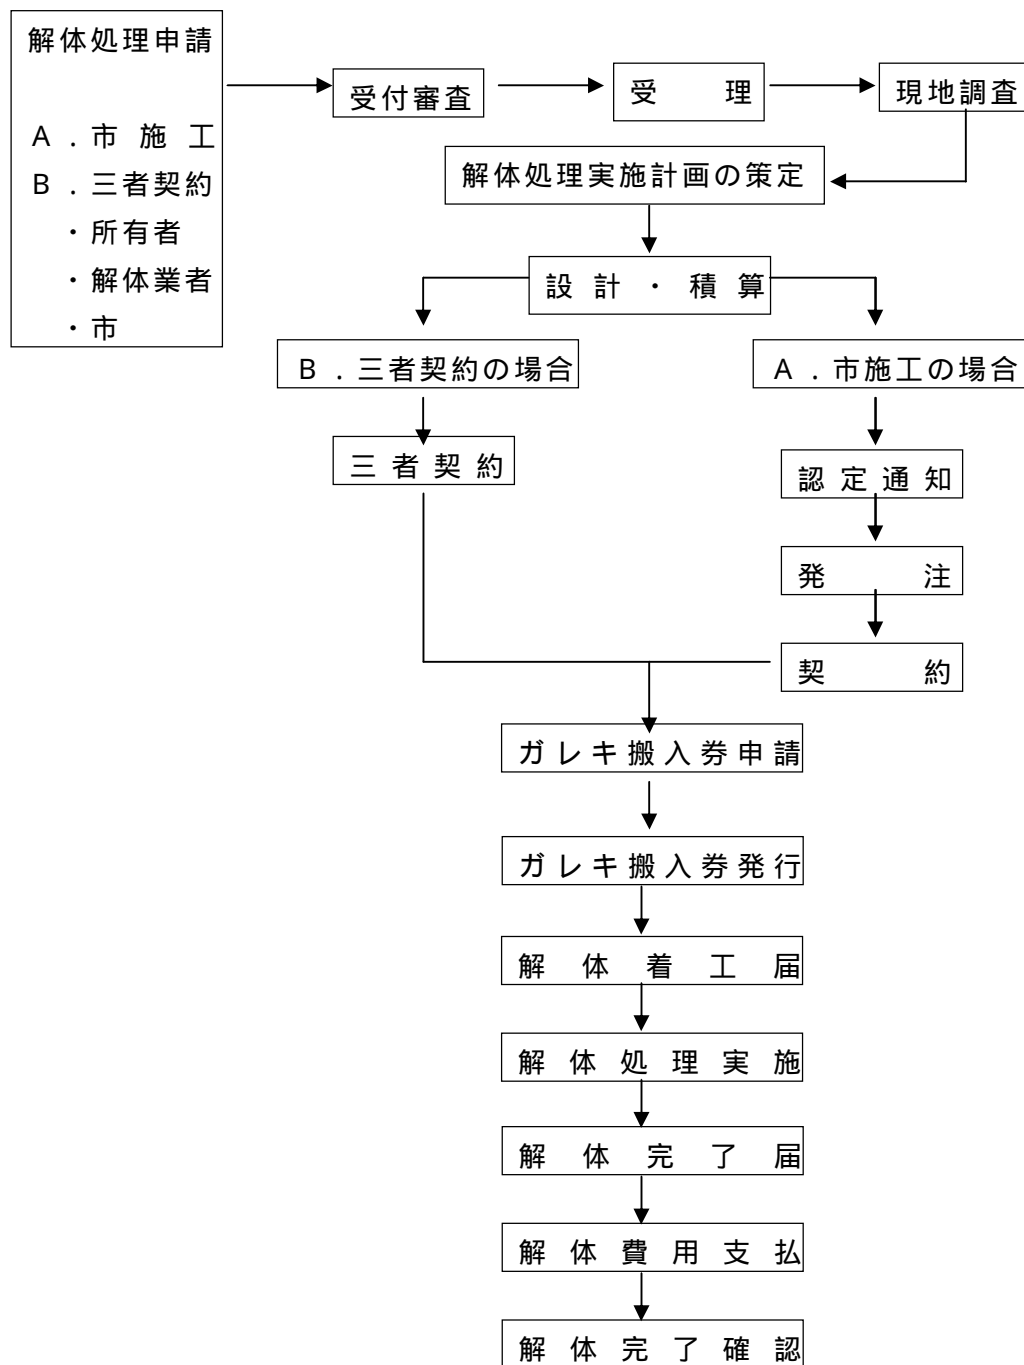 解体処理申請
A．市施工
B．三者契約
・所有者
・解体業者
・市
受付審査
受理
現地調査
解体処理実施計画の策定
設計・積算
B．三者契約の場合
A．市施工の場合
三者契約
認定通知
発注
契約
ガレキ搬入券申請
ガレキ搬入券発行
解体着工届
解体処理実施
解体完了届
解体費用支払
解体完了確認